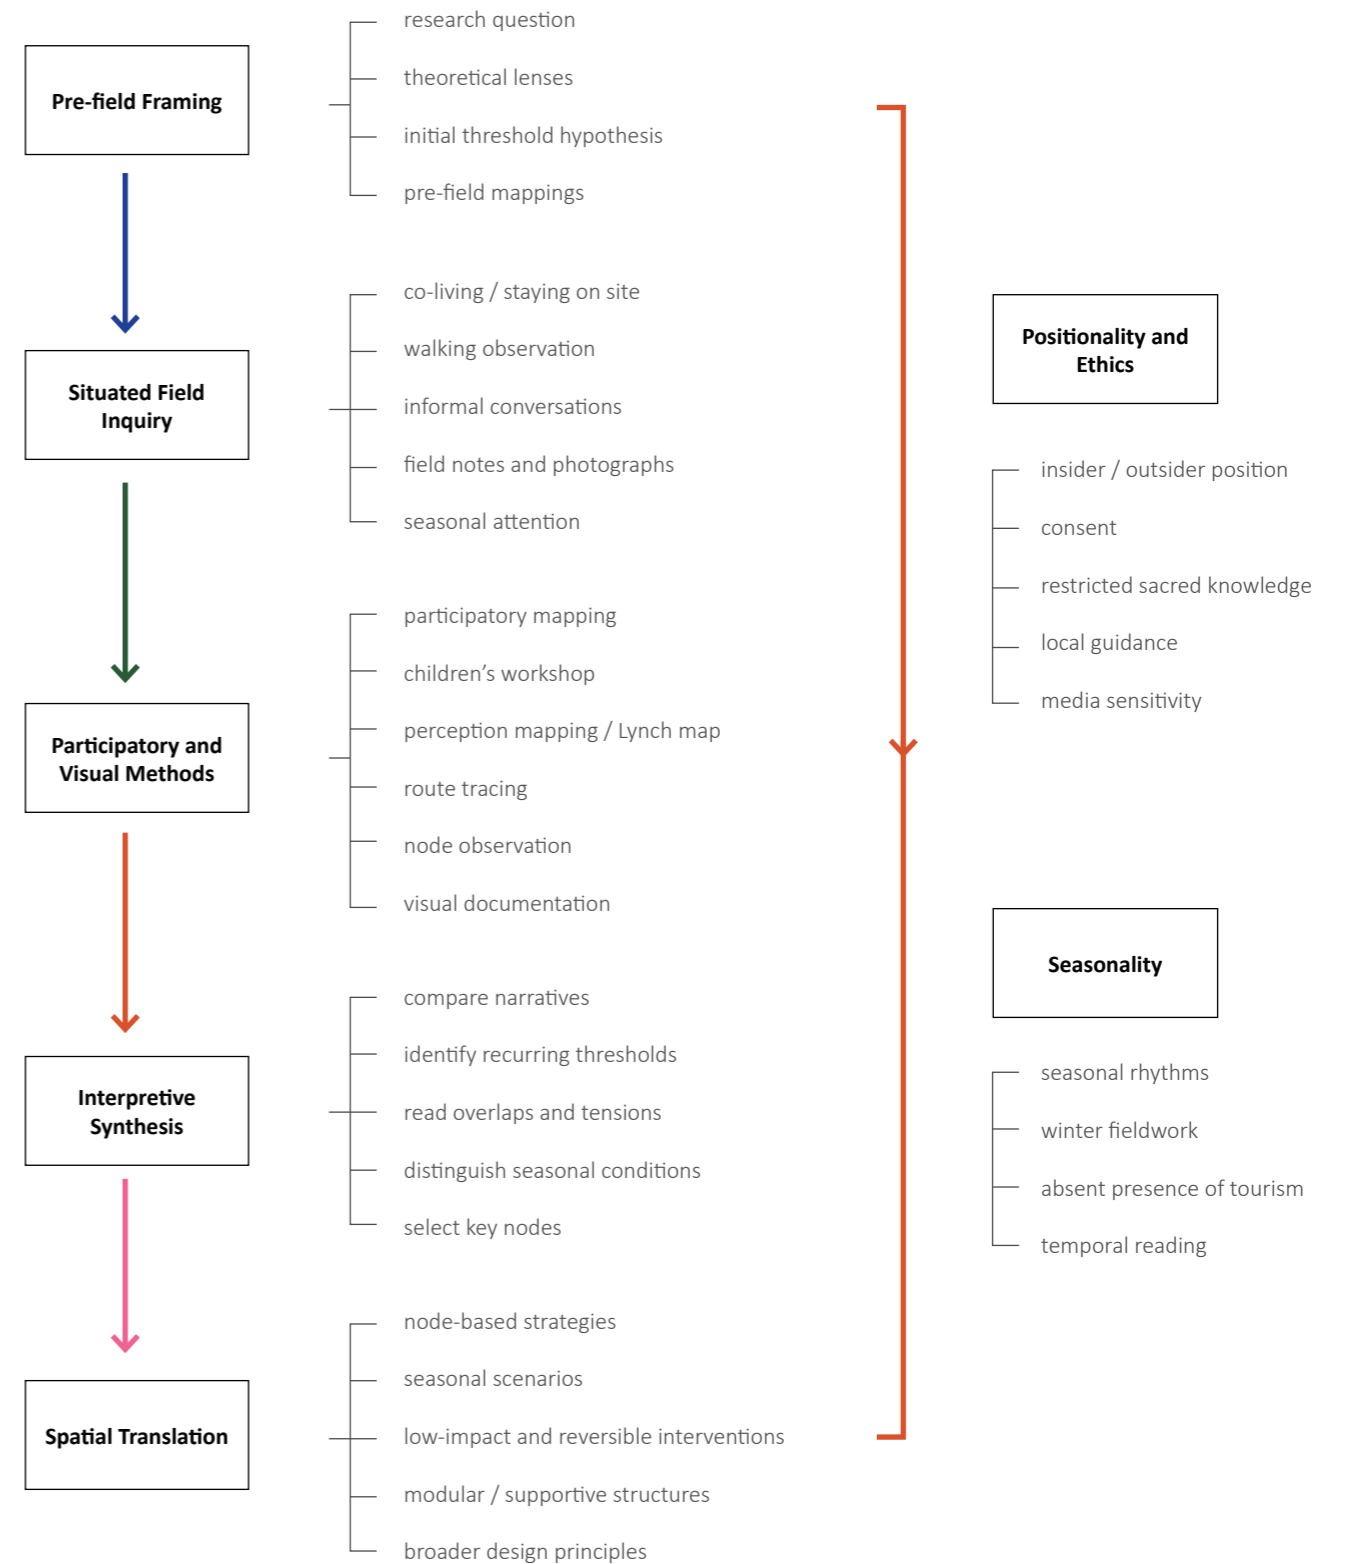 Pre-field Framing
research question
theoretical lenses
initial threshold hypothesis
pre-field mappings
Situated Field
Inquiry
co-living / staying on site
walking observation
informal conversations
field notes and photographs
seasonal attention
Participatory and
Visual Methods
participatory mapping
children’s workshop
perception mapping / Lynch map
route tracing
node observation
visual documentation
Interpretive
Synthesis
compare narratives
identify recurring thresholds
read overlaps and tensions
distinguish seasonal conditions
select key nodes
Spatial Translation
node-based strategies
seasonal scenarios
low-impact and reversible interventions
modular / supportive structures
broader design principles
Positionality and
Ethics
insider / outsider position
consent
restricted sacred knowledge
local guidance
media sensitivity
Seasonality
seasonal rhythms
winter fieldwork
absent presence of tourism
temporal reading